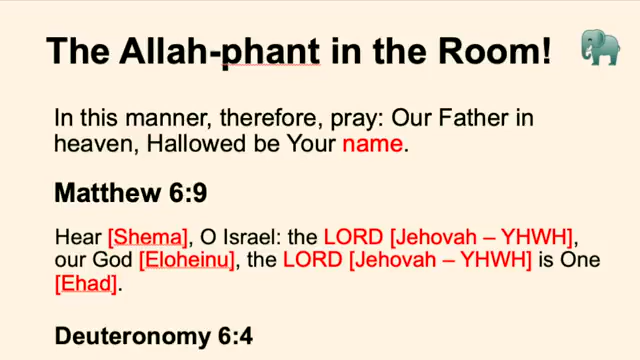 The Allah-phant in the Room!
In this manner, therefore, pray: Our Father in
heaven, Hallowed be Your name.
Matthew 6:9
Hear [Shema], O Israel: the LORD [Jehovah – YHWH],
our God [Eloheinu], the LORD [Jehovah – YHWH] is One
[Ehad].
Deuteronomy 6:4